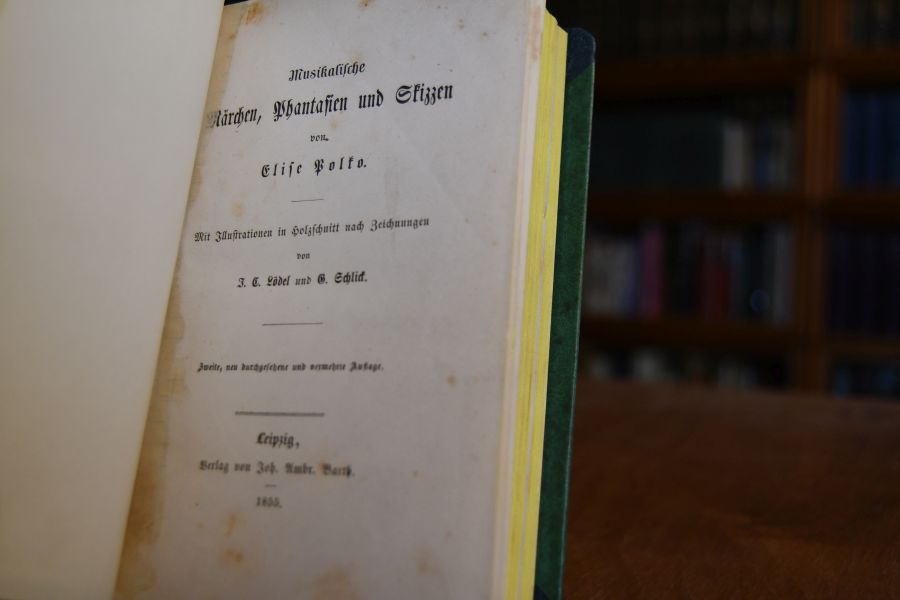 Musikalische
Märchen, Phantasien und Skizzen
von
Elise Polko.
Mit Illustrationen in Holzschnitt nach Zeichnungen
von
J. C. Lödel und G. Schlick.
Zweite, neu durchgesehene und vermehrte Auflage.
Leipzig,
Verlag von Joh. Ambr. Barth.
1855.